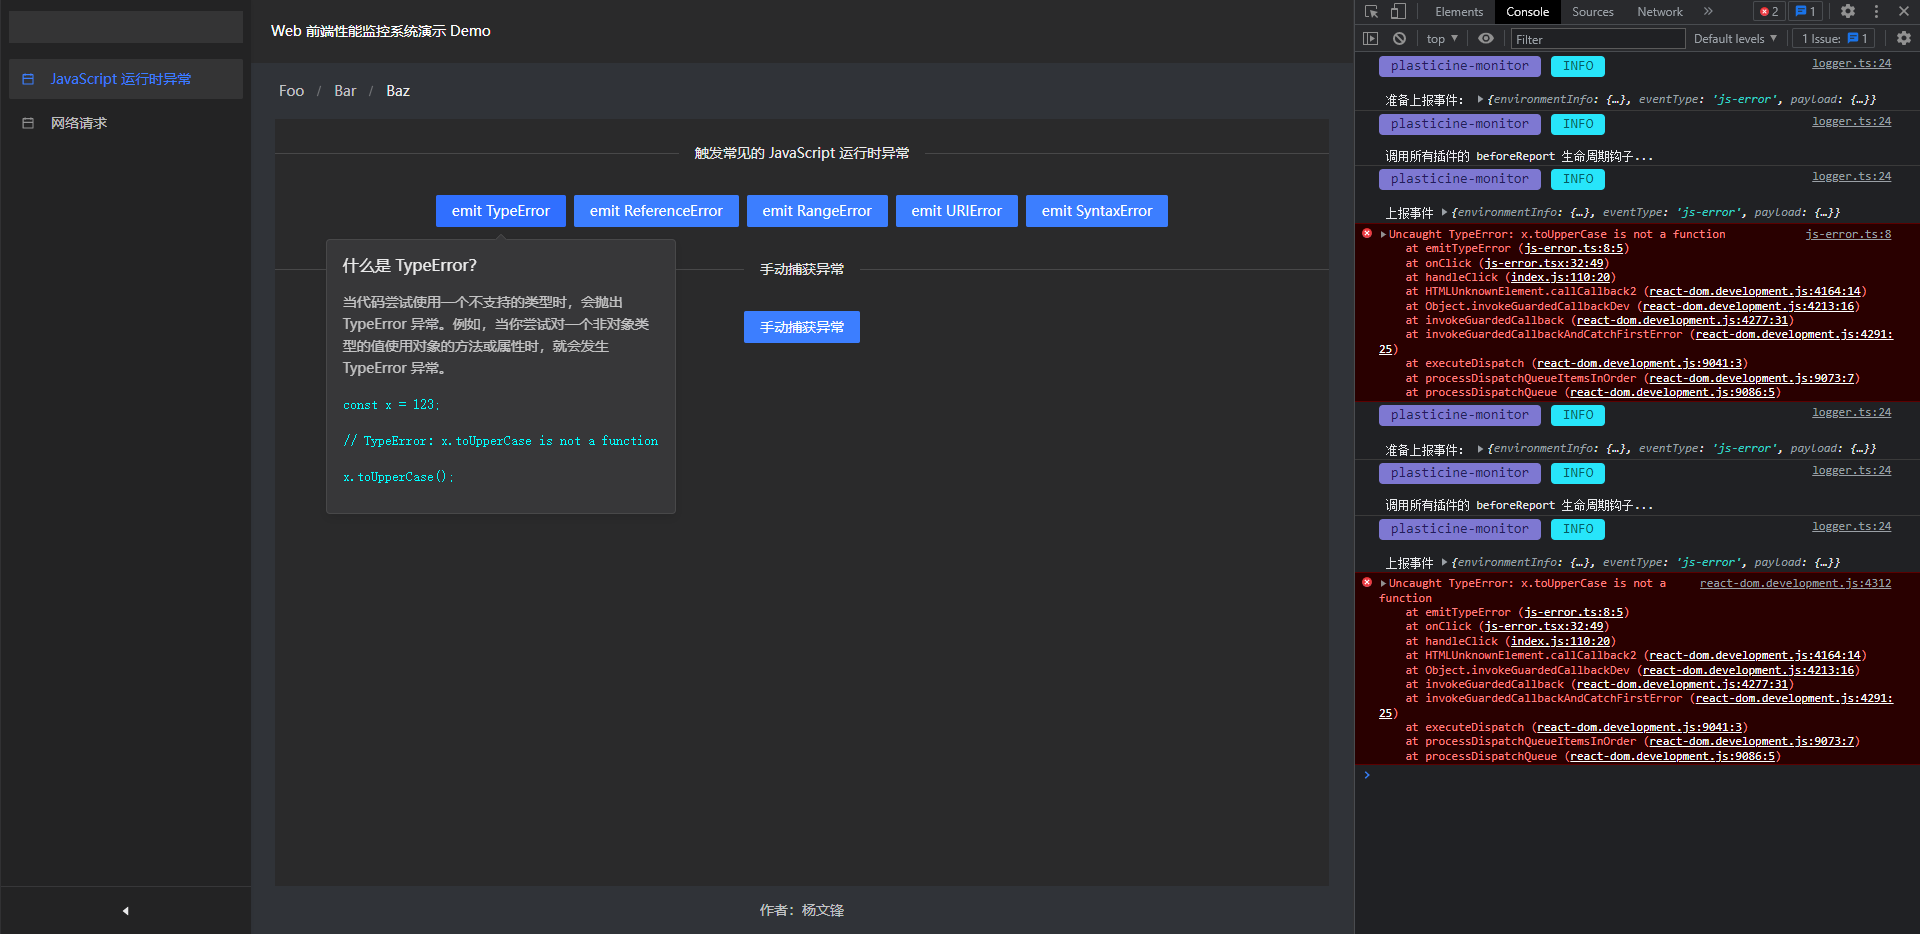 JavaScript 运行时异常
网络请求
Web 前端性能监控系统演示 Demo
Foo / Bar / Baz
触发常见的 JavaScript 运行时异常
emit TypeError emit ReferenceError emit RangeError emit URIError emit SyntaxError
什么是 TypeError?
当代码尝试使用一个不支持的类型时，会抛出
TypeError 异常。例如，当你尝试对一个非对象类
型的值使用对象的方法或属性时，就会发生
TypeError 异常。
const x = 123;
// TypeError: x.toUpperCase is not a function
x.toUpperCase();
手动捕获异常
手动捕获异常
作者：杨文锋
Elements Console Sources Network » 2 1
top ▼ Filter Default levels ▼ 1 Issue: 1
plasticine-monitor INFO logger.ts:24
准备上报事件： ▶{environmentInfo: {…}, eventType: 'js-error', payload: {…}}
plasticine-monitor INFO logger.ts:24
调用所有插件的 beforeReport 生命周期钩子...
plasticine-monitor INFO logger.ts:24
上报事件 ▶{environmentInfo: {…}, eventType: 'js-error', payload: {…}}
▶Uncaught TypeError: x.toUpperCase is not a function js-error.ts:8
at emitTypeError (js-error.ts:8:5)
at onClick (js-error.tsx:32:49)
at handleClick (index.js:110:20)
at HTMLUnknownElement.callCallback2 (react-dom.development.js:4164:14)
at Object.invokeGuardedCallbackDev (react-dom.development.js:4213:16)
at invokeGuardedCallback (react-dom.development.js:4277:31)
at invokeGuardedCallbackAndCatchFirstError (react-dom.development.js:4291:
25)
at executeDispatch (react-dom.development.js:9041:3)
at processDispatchQueueItemsInOrder (react-dom.development.js:9073:7)
at processDispatchQueue (react-dom.development.js:9086:5)
plasticine-monitor INFO logger.ts:24
准备上报事件： ▶{environmentInfo: {…}, eventType: 'js-error', payload: {…}}
plasticine-monitor INFO logger.ts:24
调用所有插件的 beforeReport 生命周期钩子...
plasticine-monitor INFO logger.ts:24
上报事件 ▶{environmentInfo: {…}, eventType: 'js-error', payload: {…}}
▶Uncaught TypeError: x.toUpperCase is not a react-dom.development.js:4312
function
at emitTypeError (js-error.ts:8:5)
at onClick (js-error.tsx:32:49)
at handleClick (index.js:110:20)
at HTMLUnknownElement.callCallback2 (react-dom.development.js:4164:14)
at Object.invokeGuardedCallbackDev (react-dom.development.js:4213:16)
at invokeGuardedCallback (react-dom.development.js:4277:31)
at invokeGuardedCallbackAndCatchFirstError (react-dom.development.js:4291:
25)
at executeDispatch (react-dom.development.js:9041:3)
at processDispatchQueueItemsInOrder (react-dom.development.js:9073:7)
at processDispatchQueue (react-dom.development.js:9086:5)